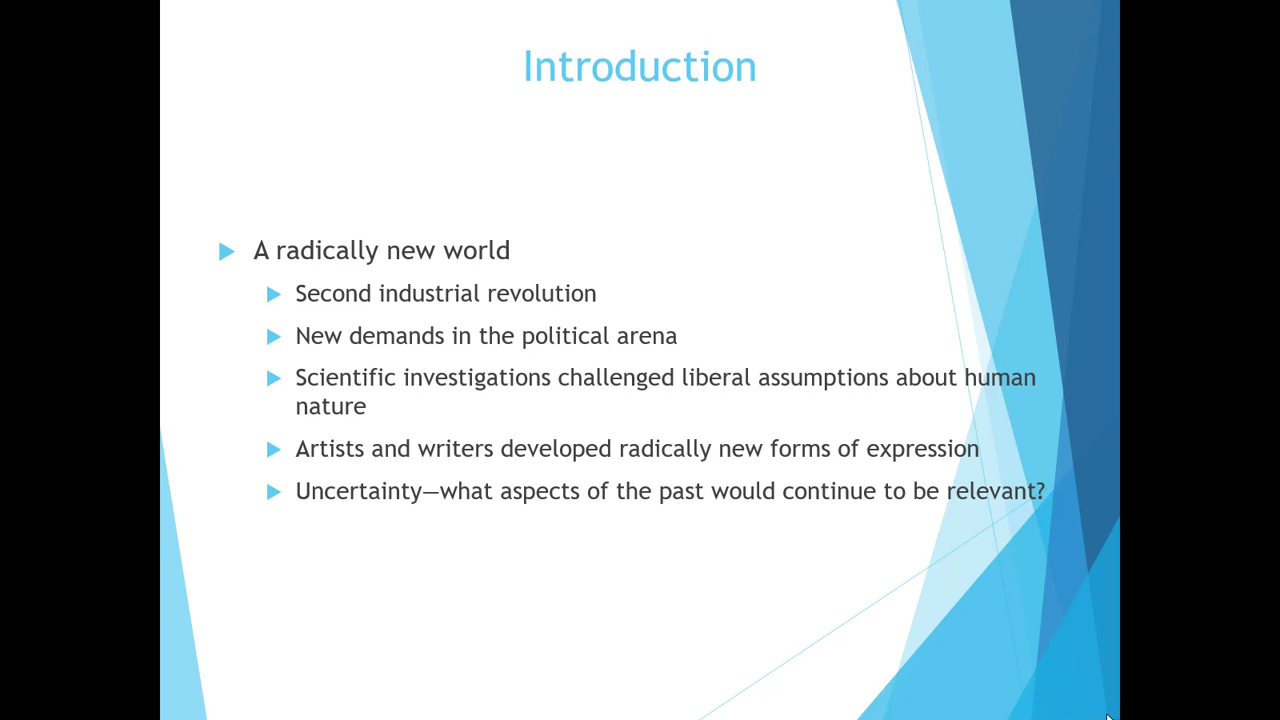 Introduction
A radically new world
Second industrial revolution
New demands in the political arena
Scientific investigations challenged liberal assumptions about human
nature
Artists and writers developed radically new forms of expression
Uncertainty—what aspects of the past would continue to be relevant?